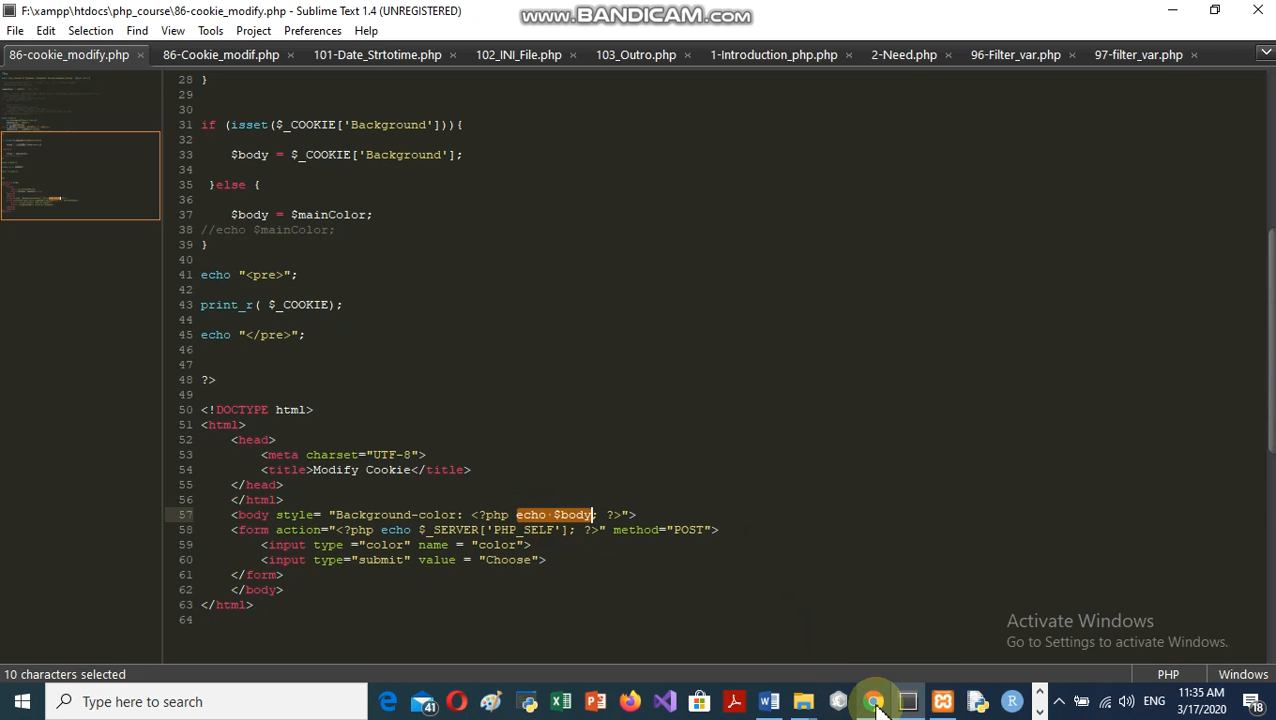 F:\xampp\htdocs\php_course\86-cookie_modify.php - Sublime Text 1.4 (UNREGISTERED)
www.BANDICAM.com
File Edit Selection Find View Tools Project Preferences Help
86-cookie_modify.php 86-Cookie_modif.php 101-Date_Strtotime.php 102_INI_File.php 103_Outro.php 1-Introduction_php.php 2-Need.php 96-Filter_var.php 97-filter_var.php
28 }
29
30
31 if (isset($_COOKIE['Background'])){
32
33 $body = $_COOKIE['Background'];
34
35 }else {
36
37 $body = $mainColor;
38 //echo $mainColor;
39 }
40
41 echo "<pre>";
42
43 print_r( $_COOKIE);
44
45 echo "</pre>";
46
47
48 ?>
49
50 <!DOCTYPE html>
51 <html>
52 <head>
53 <meta charset="UTF-8">
54 <title>Modify Cookie</title>
55 </head>
56 </html>
57 <body style= "Background-color: <?php echo $body; ?>">
58 <form action="<?php echo $_SERVER['PHP_SELF']; ?>" method="POST">
59 <input type ="color" name = "color">
60 <input type="submit" value = "Choose">
61 </form>
62 </body>
63 </html>
64
Activate Windows
Go to Settings to activate Windows.
10 characters selected PHP Windows
Type here to search 41 ENG 11:35 AM 3/17/2020 18